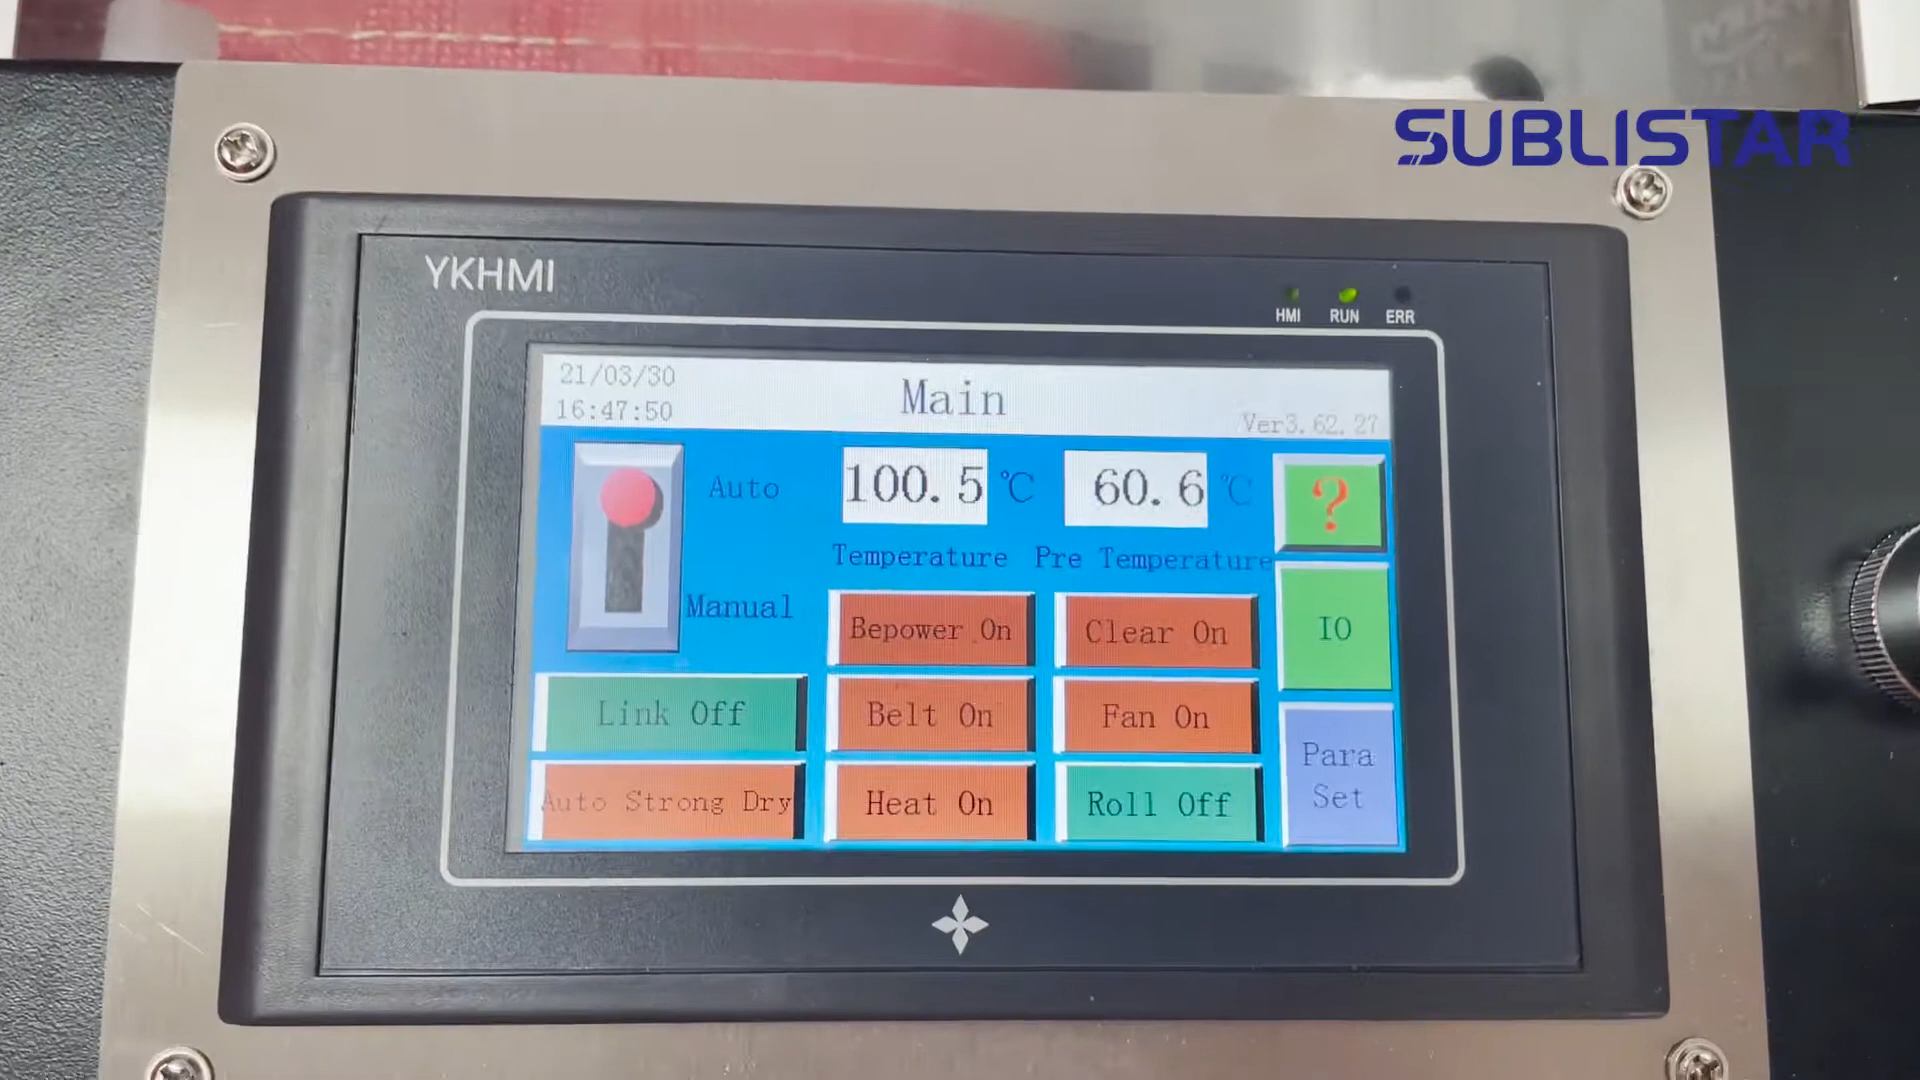 SUBLISTAR
YKHMI
HMI RUN ERR
21/03/30
16:47:50
Main
Ver3.62.27
Auto
100.5 ℃
60.6 ℃
?
Temperature
Pre Temperature
Manual
Bepower On
Clear On
IO
Link Off
Belt On
Fan On
Para
Set
Auto Strong Dry
Heat On
Roll Off